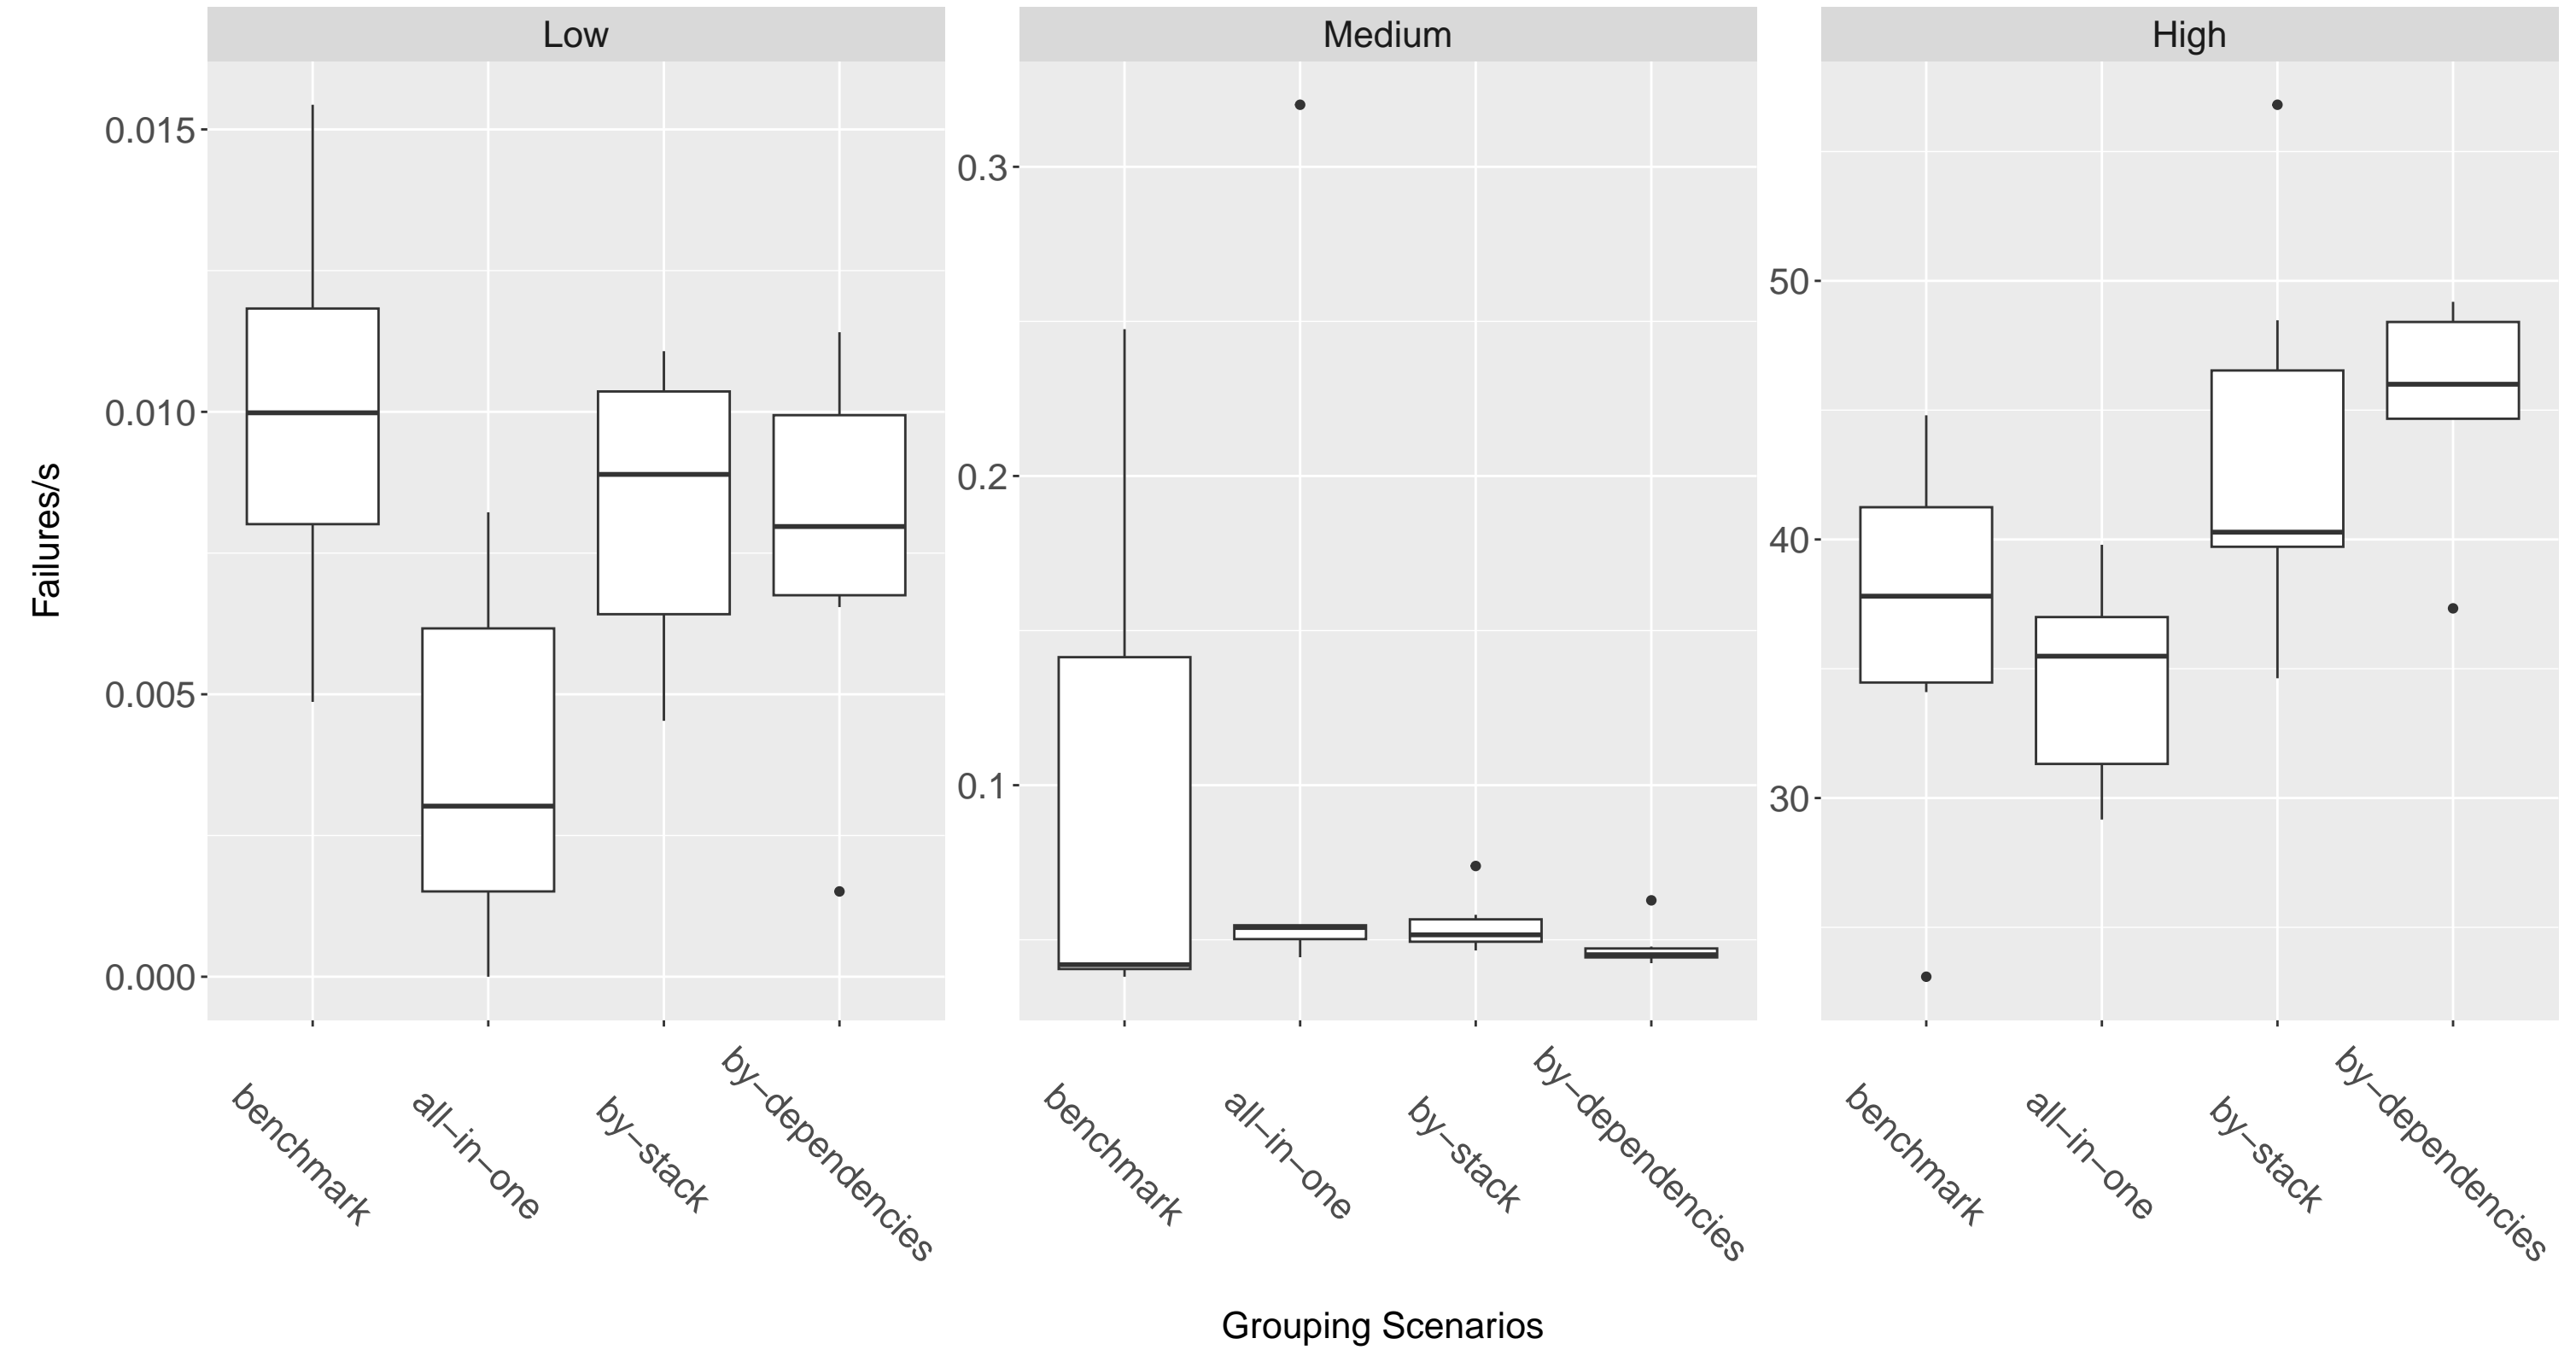 Low
Medium
High
Failures/s
0.015
0.010
0.005
0.000
0.3
0.2
0.1
50
40
30
benchmark
all−in−one
by−stack
by−dependencies
benchmark
all−in−one
by−stack
by−dependencies
benchmark
all−in−one
by−stack
by−dependencies
Grouping Scenarios